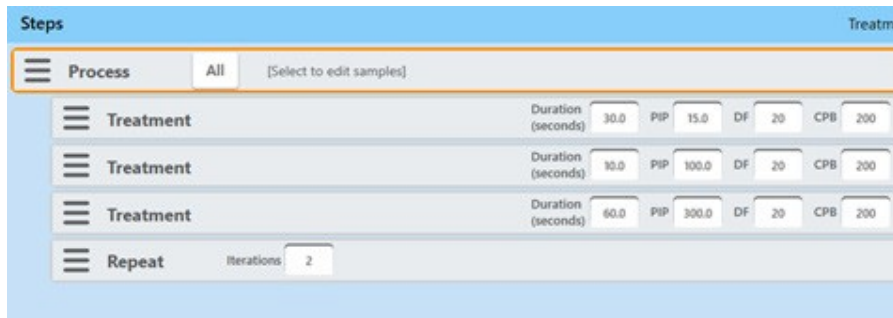 Steps Treatm
Process All [Select to edit samples]
Treatment Duration (seconds) 30.0 PIP 15.0 DF 20 CPB 200
Treatment Duration (seconds) 10.0 PIP 100.0 DF 20 CPB 200
Treatment Duration (seconds) 60.0 PIP 300.0 DF 20 CPB 200
Repeat Iterations 2